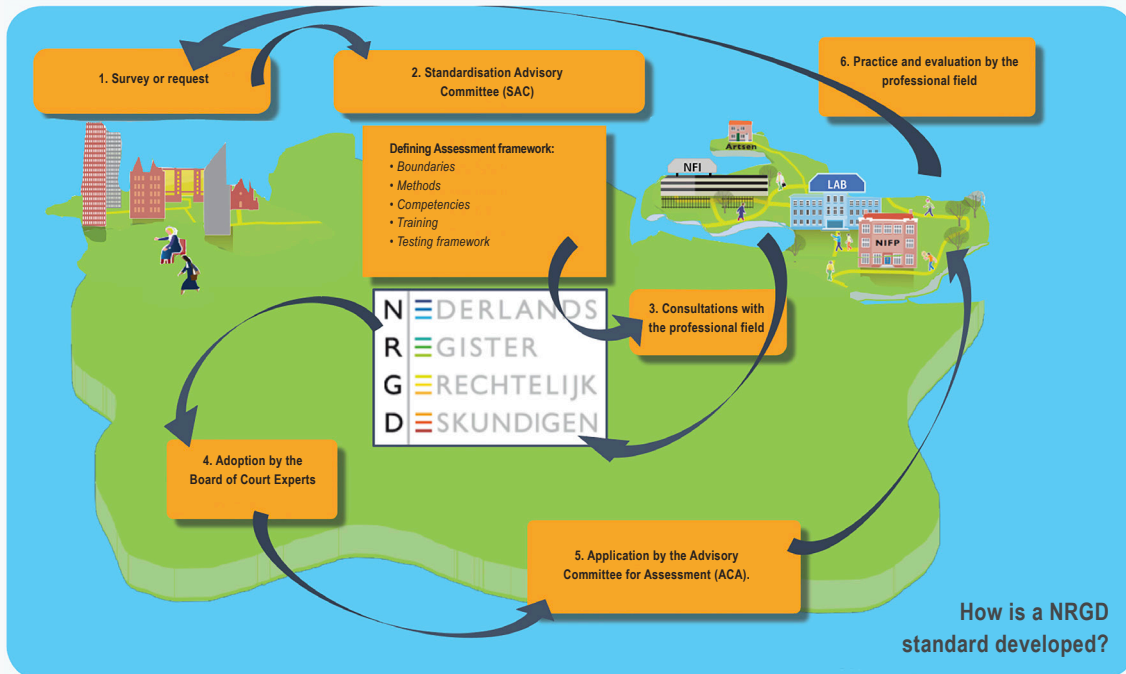 1. Survey or request
2. Standardisation Advisory
Committee (SAC)
6. Practice and evaluation by the
professional field
Defining Assessment framework:
• Boundaries
• Methods
• Competencies
• Training
• Testing framework
Artsen
NFI
LAB
NIFP
3. Consultations with
the professional field
NEDERLANDS
REGISTER
GERECHTELIJK
DESKUNDIGEN
4. Adoption by the
Board of Court Experts
5. Application by the Advisory
Committee for Assessment (ACA).
How is a NRGD
standard developed?